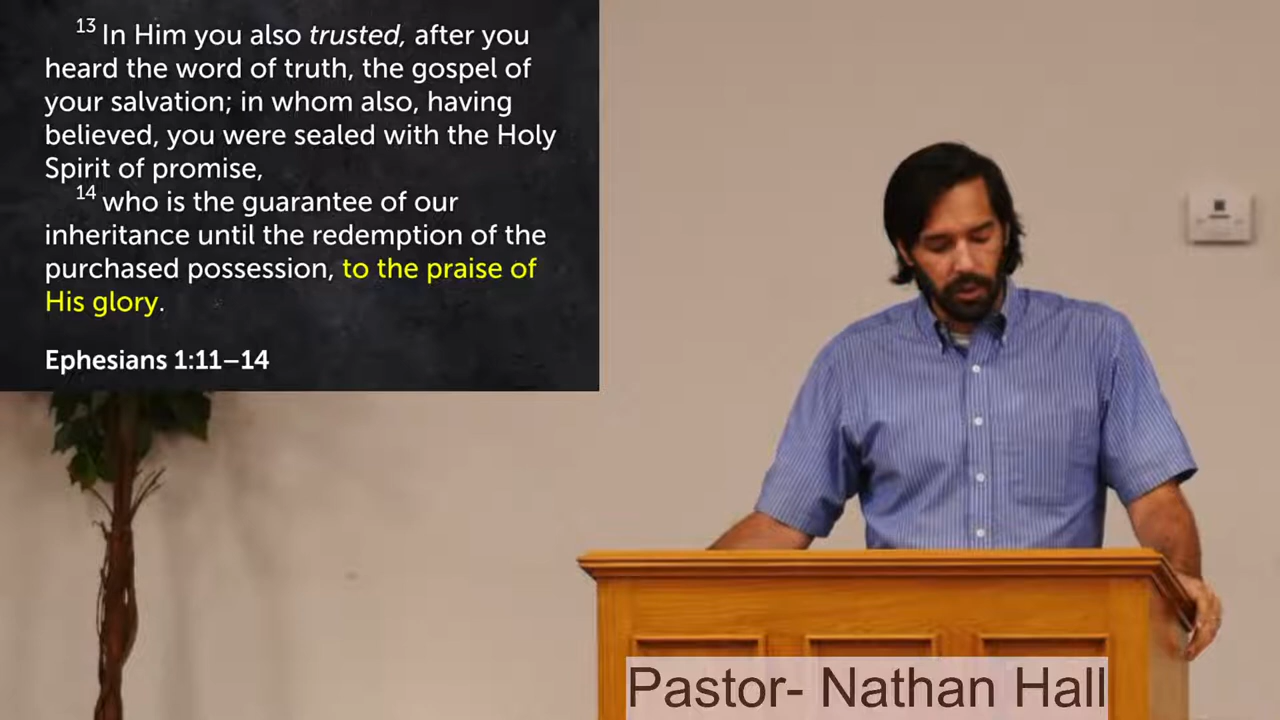 13 In Him you also trusted, after you
heard the word of truth, the gospel of
your salvation; in whom also, having
believed, you were sealed with the Holy
Spirit of promise,
14 who is the guarantee of our
inheritance until the redemption of the
purchased possession, to the praise of
His glory.
Ephesians 1:11–14
Pastor- Nathan Hall